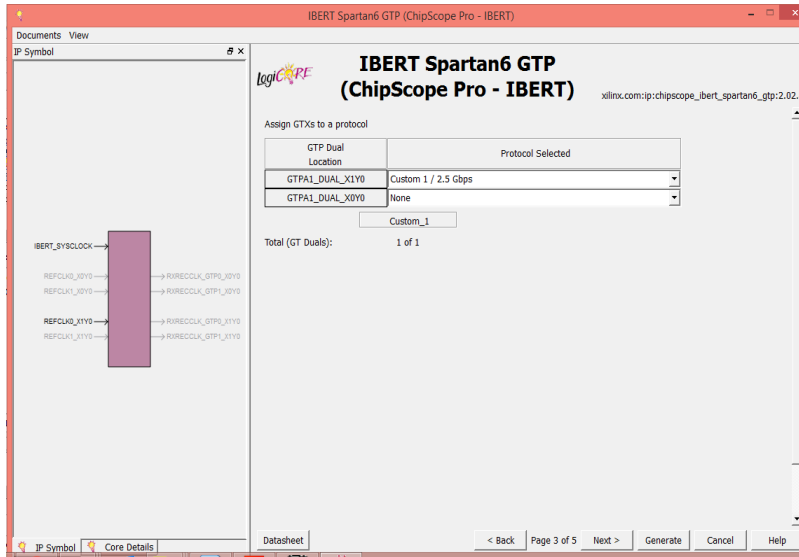 IBERT Spartan6 GTP (ChipScope Pro - IBERT)
Documents View
IP Symbol
IBERT_SYSCLOCK
REFCLK0_X0Y0
RXRECCLK_GTP0_X0Y0
REFCLK1_X0Y0
RXRECCLK_GTP1_X0Y0
REFCLK0_X1Y0
RXRECCLK_GTP0_X1Y0
REFCLK1_X1Y0
RXRECCLK_GTP1_X1Y0
IP Symbol
Core Details
LogiCORE
IBERT Spartan6 GTP
(ChipScope Pro - IBERT)
xilinx.com:ip:chipscope_ibert_spartan6_gtp:2.02.
Assign GTXs to a protocol
GTP Dual
Location
Protocol Selected
GTPA1_DUAL_X1Y0
Custom 1 / 2.5 Gbps
GTPA1_DUAL_X0Y0
None
Custom_1
Total (GT Duals):
1 of 1
Datasheet
< Back
Page 3 of 5
Next >
Generate
Cancel
Help